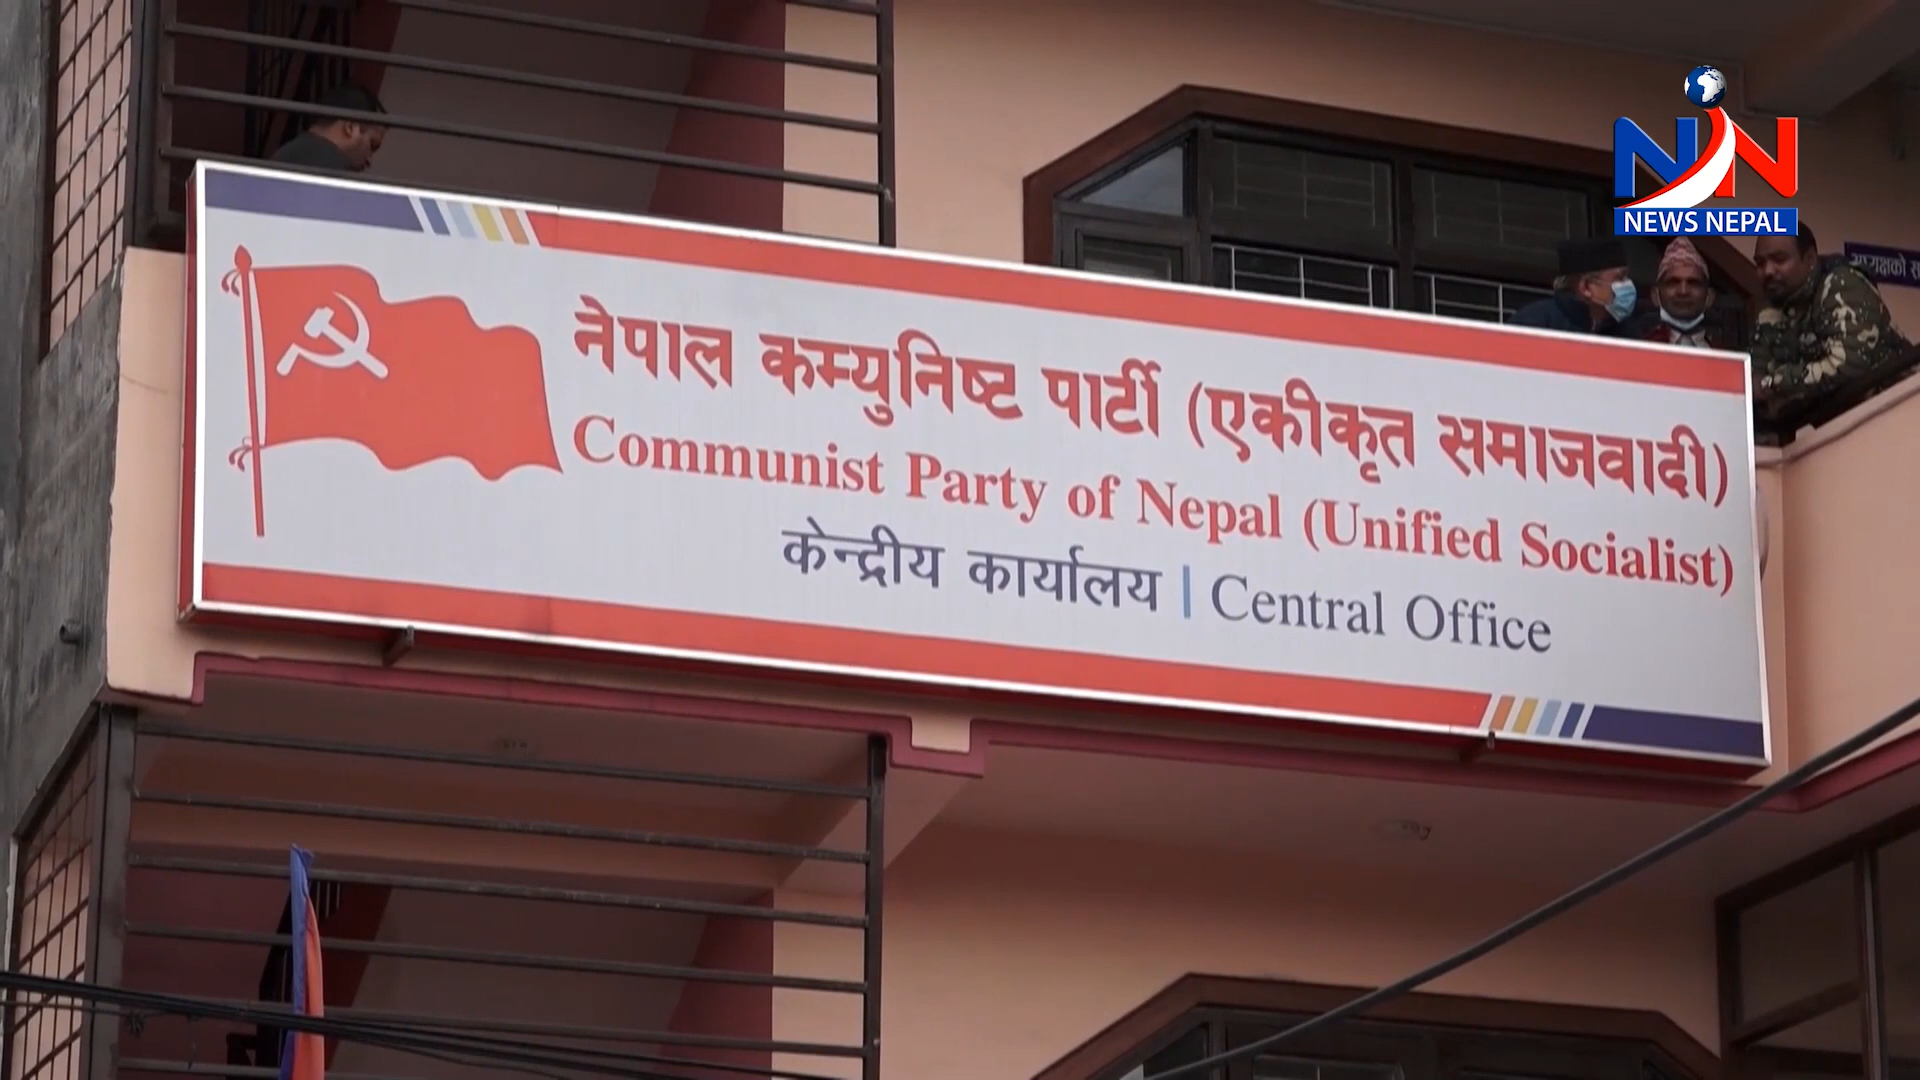 NEWS NEPAL
नेपाल कम्युनिष्ट पार्टी (एकीकृत समाजवादी)
Communist Party of Nepal (Unified Socialist)
केन्द्रीय कार्यालय | Central Office